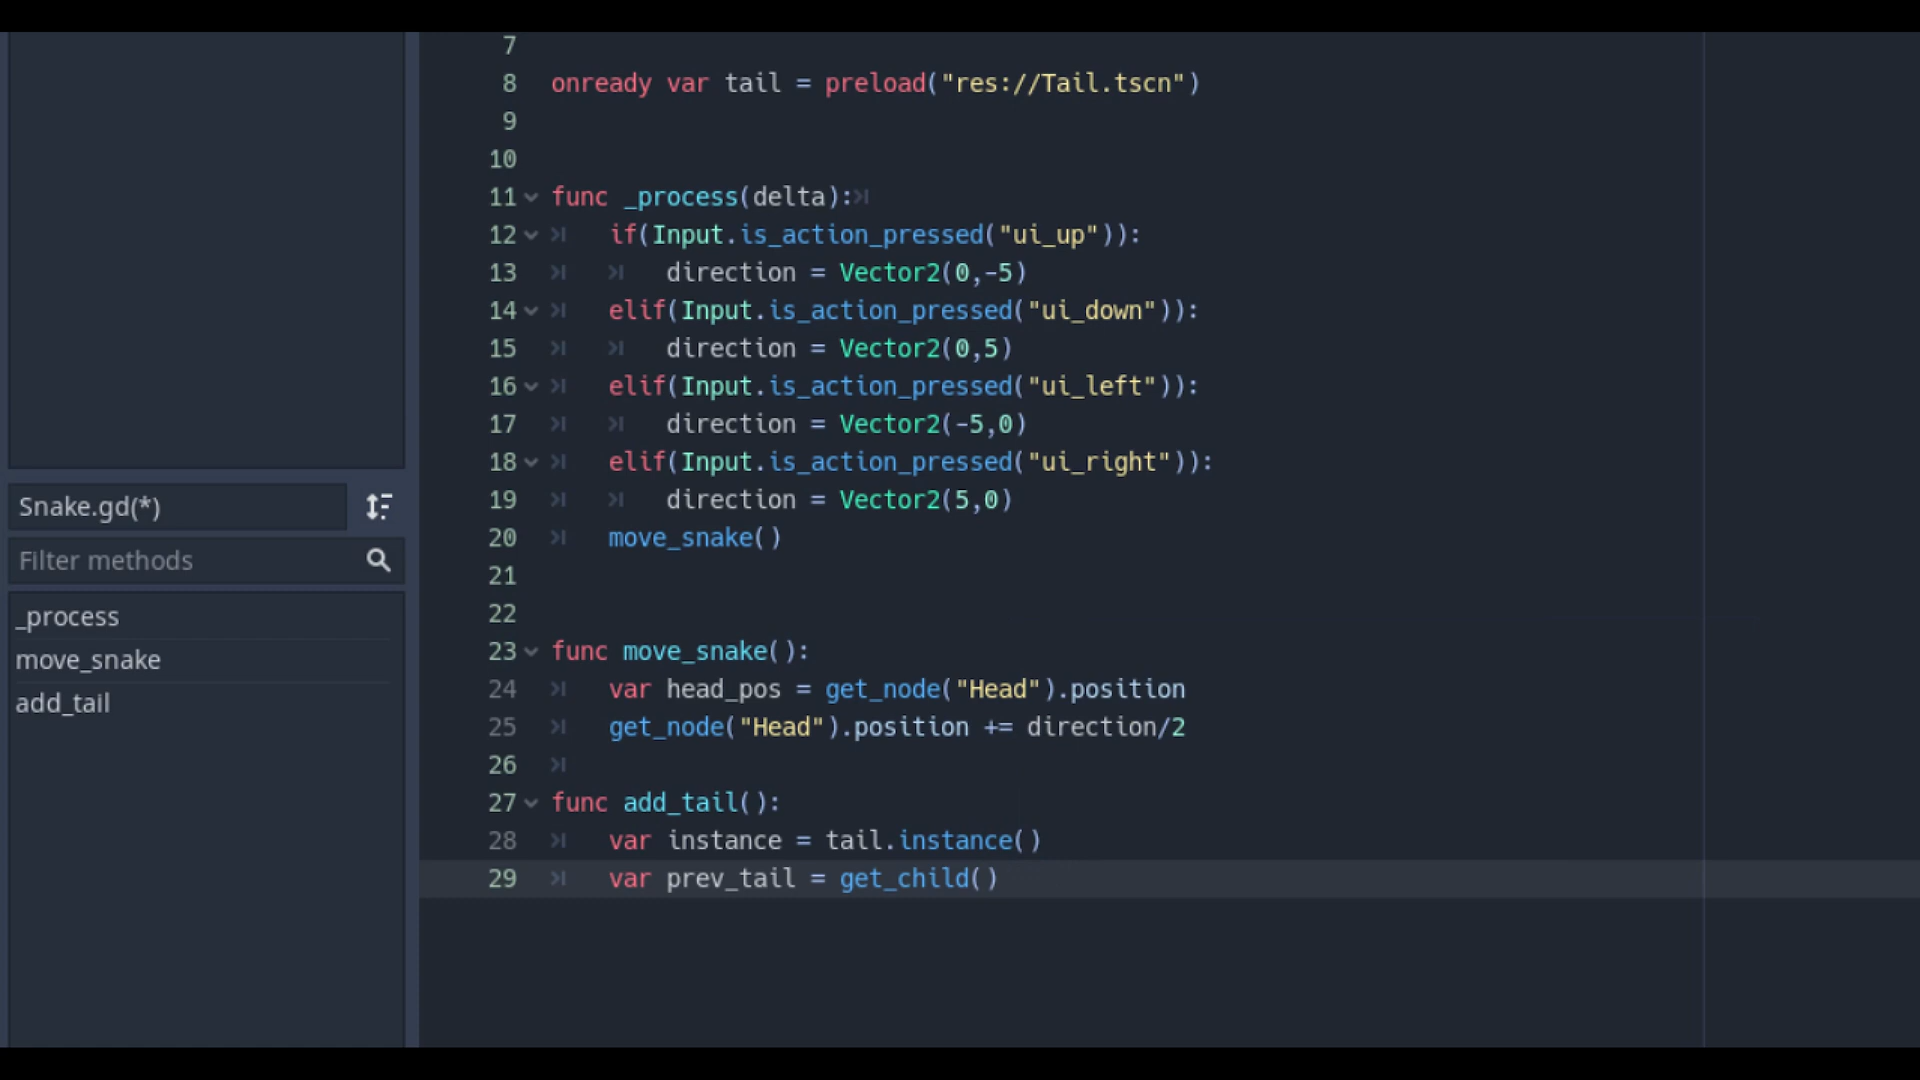 Snake.gd(*)
Filter methods
_process
move_snake
add_tail
7
8 onready var tail = preload("res://Tail.tscn")
9
10
11 func _process(delta):
12 if(Input.is_action_pressed("ui_up")):
13 direction = Vector2(0,-5)
14 elif(Input.is_action_pressed("ui_down")):
15 direction = Vector2(0,5)
16 elif(Input.is_action_pressed("ui_left")):
17 direction = Vector2(-5,0)
18 elif(Input.is_action_pressed("ui_right")):
19 direction = Vector2(5,0)
20 move_snake()
21
22
23 func move_snake():
24 var head_pos = get_node("Head").position
25 get_node("Head").position += direction/2
26
27 func add_tail():
28 var instance = tail.instance()
29 var prev_tail = get_child()